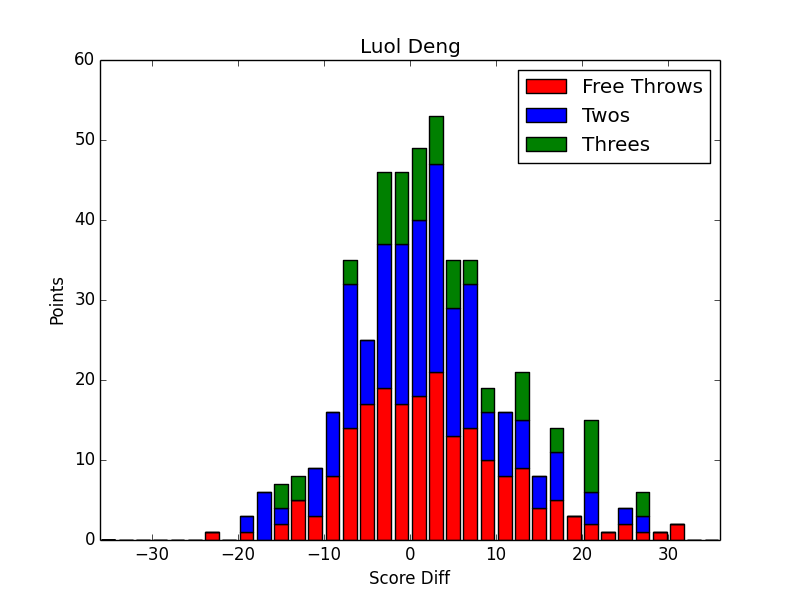 Luol Deng
Free Throws
Twos
Threes
60
50
40
30
20
10
0
Points
−30 −20 −10 0 10 20 30
Score Diff